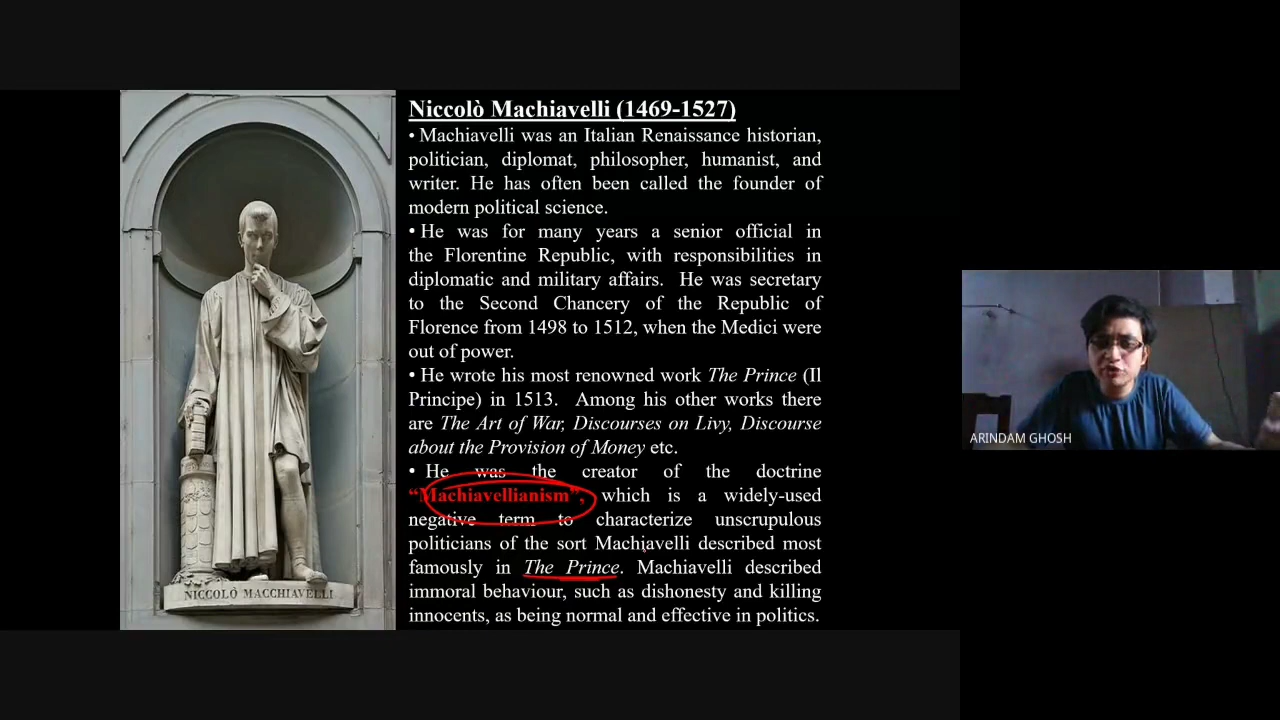 Niccolò Machiavelli (1469-1527)
• Machiavelli was an Italian Renaissance historian,
politician, diplomat, philosopher, humanist, and
writer. He has often been called the founder of
modern political science.
• He was for many years a senior official in
the Florentine Republic, with responsibilities in
diplomatic and military affairs. He was secretary
to the Second Chancery of the Republic of
Florence from 1498 to 1512, when the Medici were
out of power.
• He wrote his most renowned work The Prince (Il
Principe) in 1513. Among his other works there
are The Art of War, Discourses on Livy, Discourse
about the Provision of Money etc.
• He was the creator of the doctrine
“Machiavellianism”, which is a widely-used
negative term to characterize unscrupulous
politicians of the sort Machiavelli described most
famously in The Prince. Machiavelli described
immoral behaviour, such as dishonesty and killing
innocents, as being normal and effective in politics.
NICCOLÒ MACCHIAVELLI
ARINDAM GHOSH